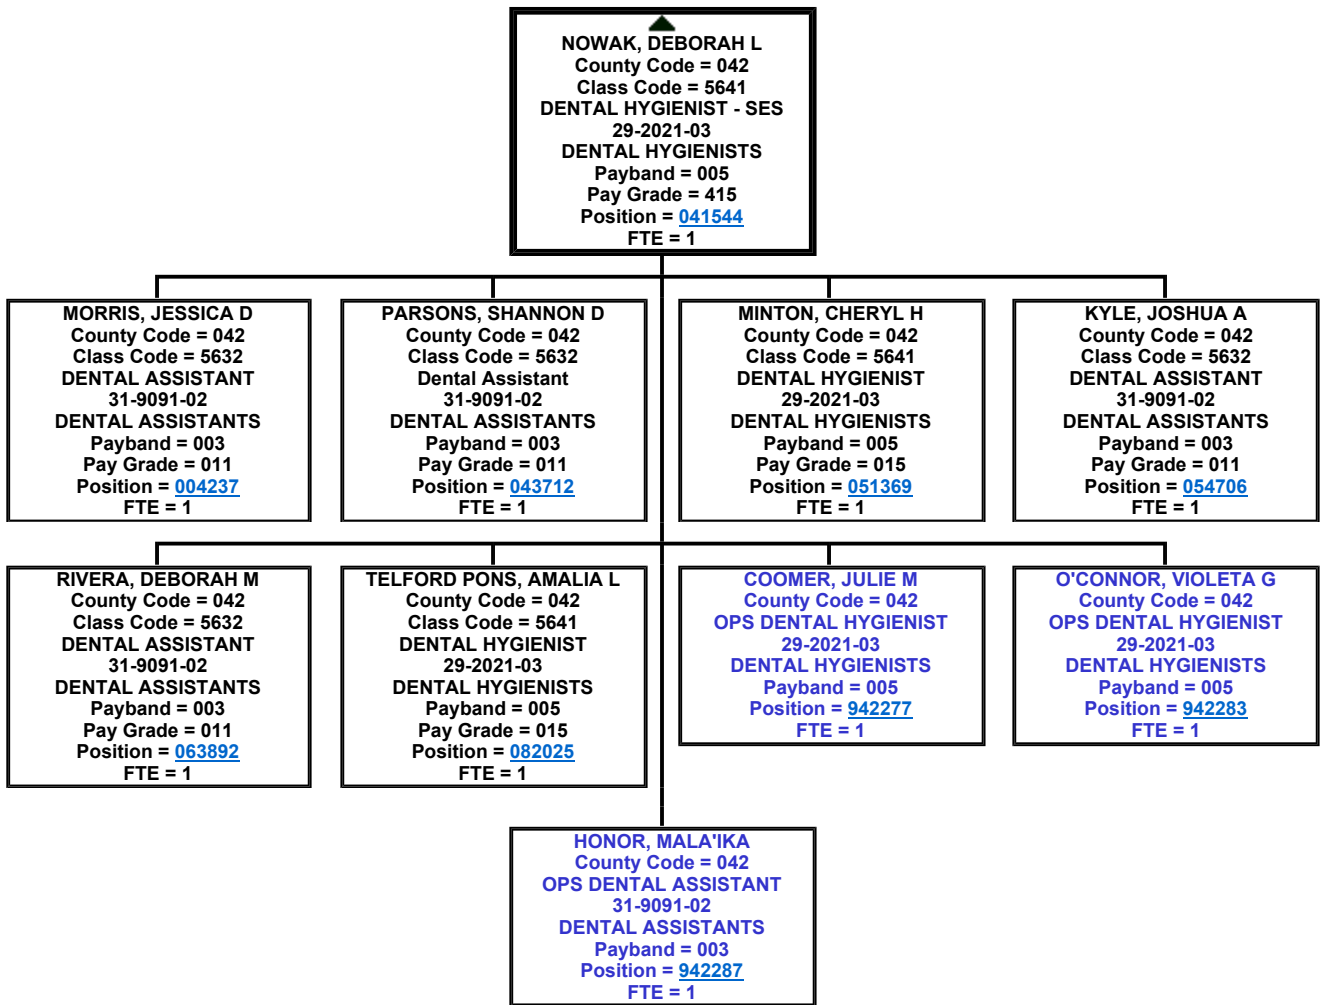 NOWAK, DEBORAH L
County Code = 042
Class Code = 5641
DENTAL HYGIENIST - SES
29-2021-03
DENTAL HYGIENISTS
Payband = 005
Pay Grade = 415
Position = 041544
FTE = 1
MORRIS, JESSICA D
County Code = 042
Class Code = 5632
DENTAL ASSISTANT
31-9091-02
DENTAL ASSISTANTS
Payband = 003
Pay Grade = 011
Position = 004237
FTE = 1
PARSONS, SHANNON D
County Code = 042
Class Code = 5632
Dental Assistant
31-9091-02
DENTAL ASSISTANTS
Payband = 003
Pay Grade = 011
Position = 043712
FTE = 1
MINTON, CHERYL H
County Code = 042
Class Code = 5641
DENTAL HYGIENIST
29-2021-03
DENTAL HYGIENISTS
Payband = 005
Pay Grade = 015
Position = 051369
FTE = 1
KYLE, JOSHUA A
County Code = 042
Class Code = 5632
DENTAL ASSISTANT
31-9091-02
DENTAL ASSISTANTS
Payband = 003
Pay Grade = 011
Position = 054706
FTE = 1
RIVERA, DEBORAH M
County Code = 042
Class Code = 5632
DENTAL ASSISTANT
31-9091-02
DENTAL ASSISTANTS
Payband = 003
Pay Grade = 011
Position = 063892
FTE = 1
TELFORD PONS, AMALIA L
County Code = 042
Class Code = 5641
DENTAL HYGIENIST
29-2021-03
DENTAL HYGIENISTS
Payband = 005
Pay Grade = 015
Position = 082025
FTE = 1
COOMER, JULIE M
County Code = 042
OPS DENTAL HYGIENIST
29-2021-03
DENTAL HYGIENISTS
Payband = 005
Position = 942277
FTE = 1
O'CONNOR, VIOLETA G
County Code = 042
OPS DENTAL HYGIENIST
29-2021-03
DENTAL HYGIENISTS
Payband = 005
Position = 942283
FTE = 1
HONOR, MALA'IKA
County Code = 042
OPS DENTAL ASSISTANT
31-9091-02
DENTAL ASSISTANTS
Payband = 003
Position = 942287
FTE = 1